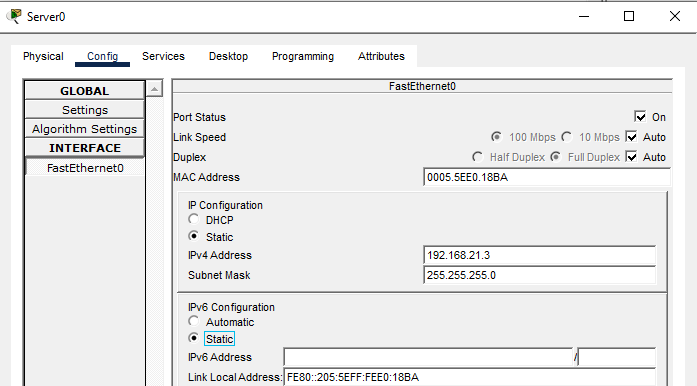 Server0
Physical Config Services Desktop Programming Attributes
GLOBAL
Settings
Algorithm Settings
INTERFACE
FastEthernet0
FastEthernet0
Port Status On
Link Speed 100 Mbps 10 Mbps Auto
Duplex Half Duplex Full Duplex Auto
MAC Address 0005.5EE0.18BA
IP Configuration
DHCP
Static
IPv4 Address 192.168.21.3
Subnet Mask 255.255.255.0
IPv6 Configuration
Automatic
Static
IPv6 Address /
Link Local Address: FE80::205:5EFF:FEE0:18BA